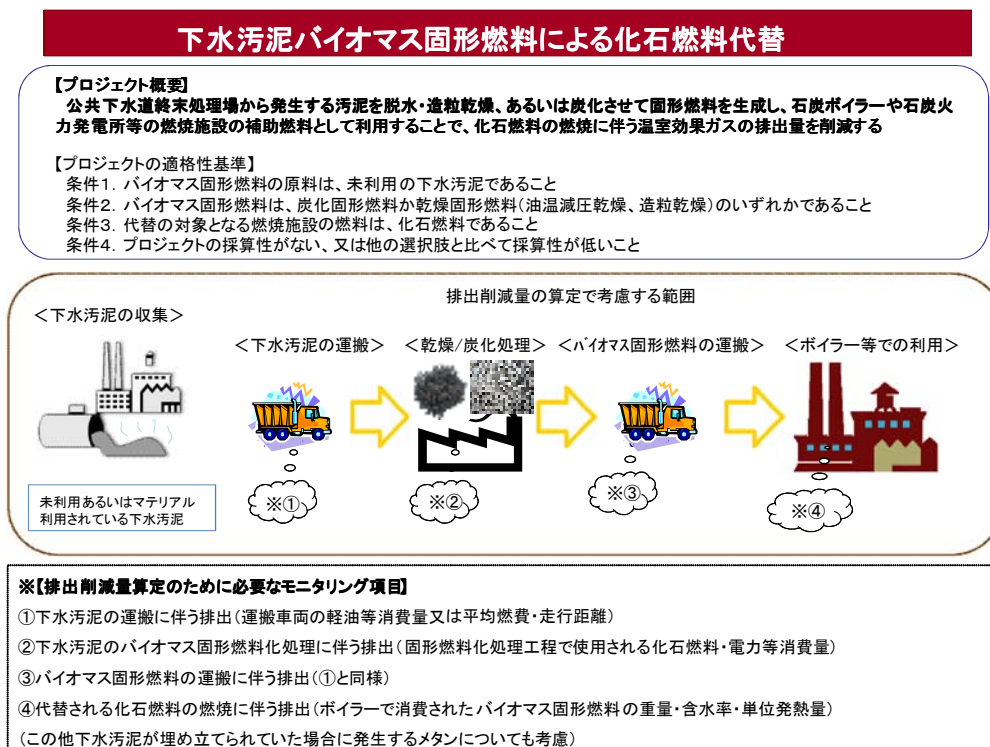 下水汚泥バイオマス固形燃料による化石燃料代替
【プロジェクト概要】
公共下水道終末処理場から発生する汚泥を脱水・造粒乾燥、あるいは炭化させて固形燃料を生成し、石炭ボイラーや石炭火
力発電所等の燃焼施設の補助燃料として利用することで、化石燃料の燃焼に伴う温室効果ガスの排出量を削減する
【プロジェクトの適格性基準】
条件1．バイオマス固形燃料の原料は、未利用の下水汚泥であること
条件2．バイオマス固形燃料は、炭化固形燃料か乾燥固形燃料(油温減圧乾燥、造粒乾燥)のいずれかであること
条件3．代替の対象となる燃焼施設の燃料は、化石燃料であること
条件4．プロジェクトの採算性がない、又は他の選択肢と比べて採算性が低いこと
排出削減量の算定で考慮する範囲
＜下水汚泥の収集＞
＜下水汚泥の運搬＞
＜乾燥/炭化処理＞
＜バイオマス固形燃料の運搬＞
＜ボイラー等での利用＞
※①
※②
※③
※④
未利用あるいはマテリアル
利用されている下水汚泥
※【排出削減量算定のために必要なモニタリング項目】
①下水汚泥の運搬に伴う排出(運搬車両の軽油等消費量又は平均燃費・走行距離)
②下水汚泥のバイオマス固形燃料化処理に伴う排出(固形燃料化処理工程で使用される化石燃料・電力等消費量)
③バイオマス固形燃料の運搬に伴う排出(①と同様)
④代替される化石燃料の燃焼に伴う排出(ボイラーで消費されたバイオマス固形燃料の重量・含水率・単位発熱量)
(この他下水汚泥が埋め立てられていた場合に発生するメタンについても考慮)